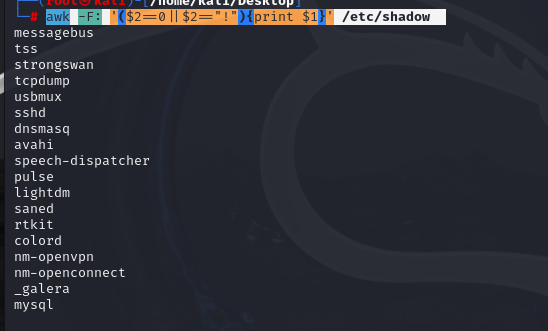 (root㉿kali)-[/home/kali/Desktop]
# awk -F: '($2==0||$2=="!"){print $1}' /etc/shadow
messagebus
tss
strongswan
tcpdump
usbmux
sshd
dnsmasq
avahi
speech-dispatcher
pulse
lightdm
saned
rtkit
colord
nm-openvpn
nm-openconnect
_galera
mysql